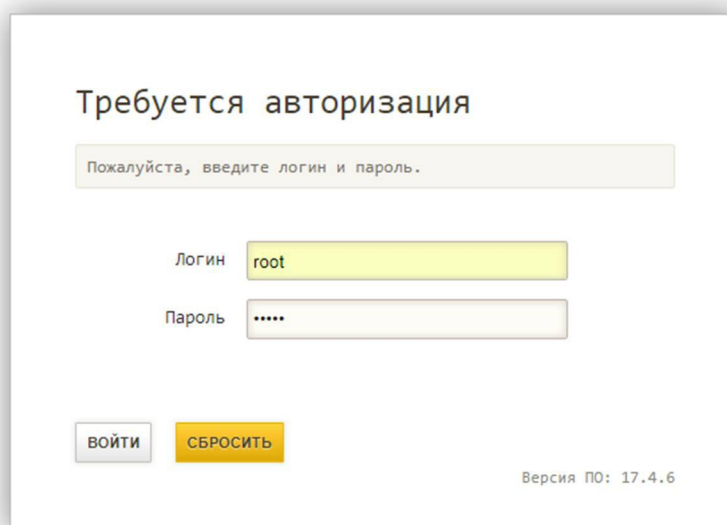 Требуется авторизация
Пожалуйста, введите логин и пароль.
Логин root
Пароль •••••
ВОЙТИ СБРОСИТЬ
Версия ПО: 17.4.6